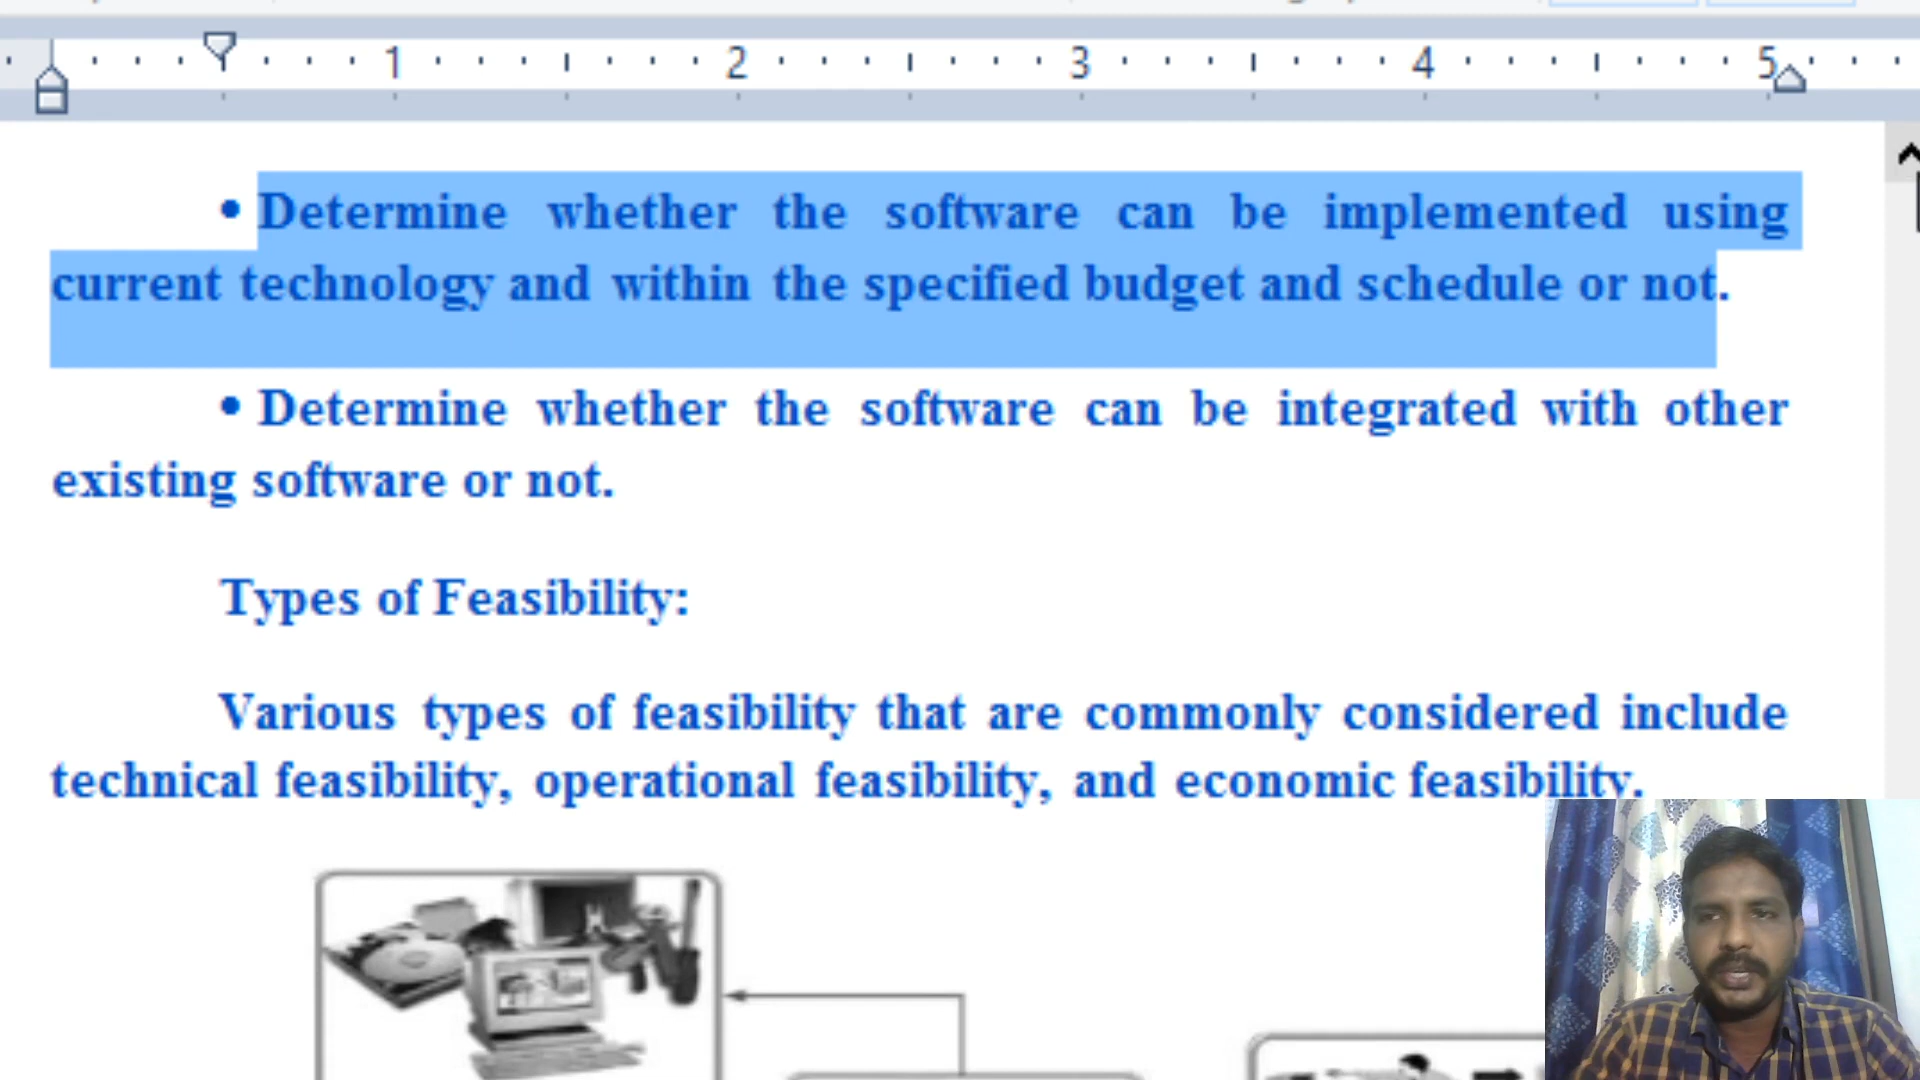 1 2 3 4 5
• Determine whether the software can be implemented using
current technology and within the specified budget and schedule or not.
• Determine whether the software can be integrated with other
existing software or not.
Types of Feasibility:
Various types of feasibility that are commonly considered include
technical feasibility, operational feasibility, and economic feasibility.